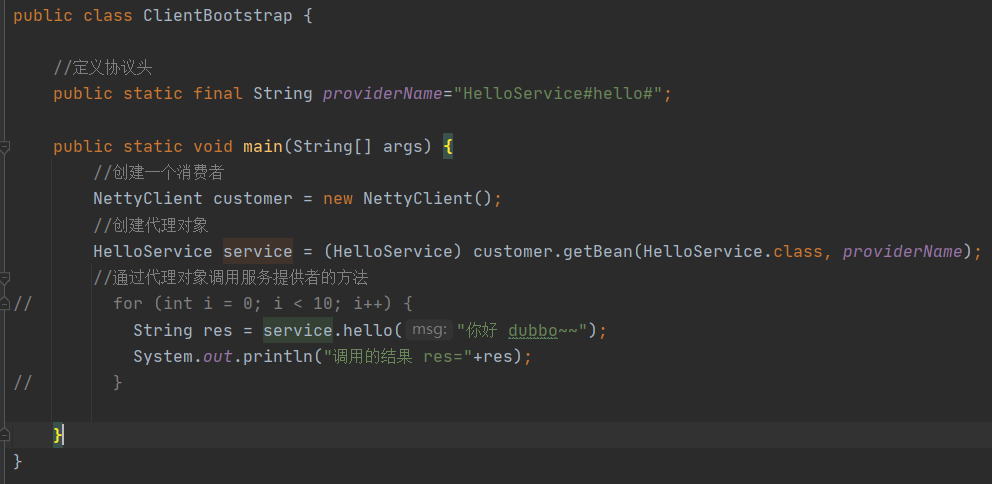 public class ClientBootstrap {
//定义协议头
public static final String providerName="HelloService#hello#";
public static void main(String[] args) {
//创建一个消费者
NettyClient customer = new NettyClient();
//创建代理对象
HelloService service = (HelloService) customer.getBean(HelloService.class, providerName);
//通过代理对象调用服务提供者的方法
// for (int i = 0; i < 10; i++) {
String res = service.hello( msg: "你好 dubbo~~");
System.out.println("调用的结果 res="+res);
// }
}
}